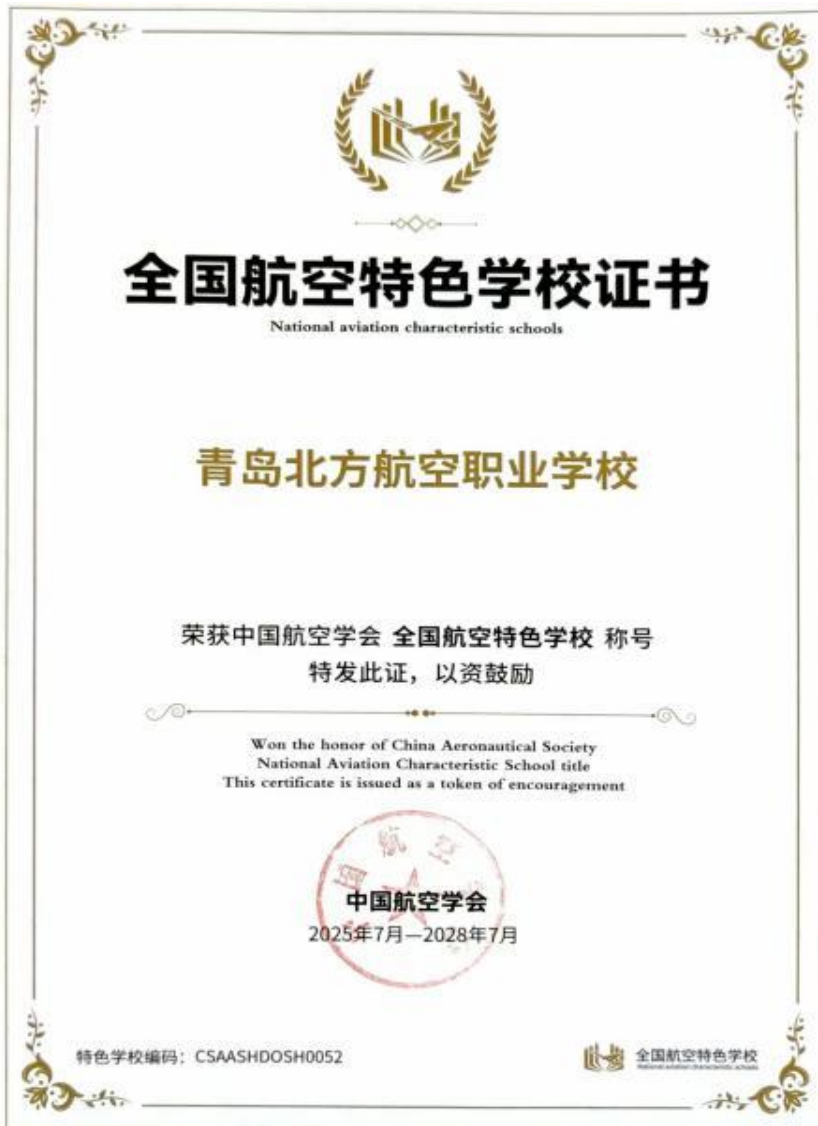 全国航空特色学校证书
National aviation characteristic schools
青岛北方航空职业学校
荣获中国航空学会 全国航空特色学校 称号
特发此证，以资鼓励
Won the honor of China Aeronautical Society
National Aviation Characteristic School title
This certificate is issued as a token of encouragement
中国航空学会
2025年7月—2028年7月
特色学校编码：CSAASHDOSH0052
全国航空特色学校
National aviation characteristic schools